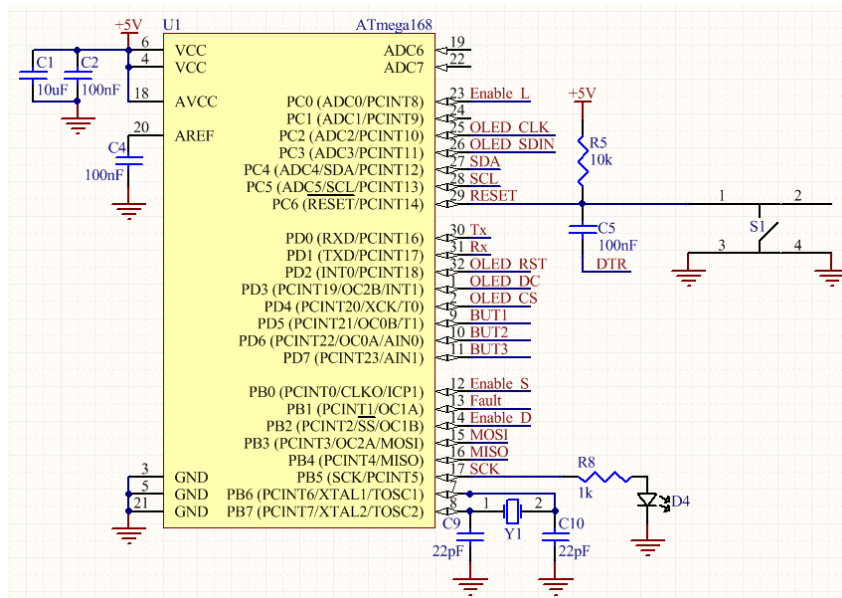 +5V
U1
ATmega168
6 VCC
4 VCC
18 AVCC
20 AREF
C1
10uF
C2
100nF
C4
100nF
3 GND
5 GND
21 GND
ADC6 19
ADC7 22
PC0 (ADC0/PCINT8) 23 Enable_L
PC1 (ADC1/PCINT9) 24
PC2 (ADC2/PCINT10) 25 OLED_CLK
PC3 (ADC3/PCINT11) 26 OLED_SDIN
PC4 (ADC4/SDA/PCINT12) 27 SDA
PC5 (ADC5/SCL/PCINT13) 28 SCL
PC6 (RESET/PCINT14) 29 RESET
PD0 (RXD/PCINT16) 30 Tx
PD1 (TXD/PCINT17) 31 Rx
PD2 (INT0/PCINT18) 32 OLED_RST
PD3 (PCINT19/OC2B/INT1) OLED_DC
PD4 (PCINT20/XCK/T0) 2 OLED_CS
PD5 (PCINT21/OC0B/T1) 9 BUT1
PD6 (PCINT22/OC0A/AIN0) 10 BUT2
PD7 (PCINT23/AIN1) 11 BUT3
PB0 (PCINT0/CLKO/ICP1) 12 Enable_S
PB1 (PCINT1/OC1A) 13 Fault
PB2 (PCINT2/SS/OC1B) 14 Enable_D
PB3 (PCINT3/OC2A/MOSI) 15 MOSI
PB4 (PCINT4/MISO) 16 MISO
PB5 (SCK/PCINT5) 17 SCK
PB6 (PCINT6/XTAL1/TOSC1) 7
PB7 (PCINT7/XTAL2/TOSC2) 8
+5V
R5
10k
C5
100nF
DTR
1 2
S1
3 4
R8
1k
D4
1 2
Y1
C9
22pF
C10
22pF